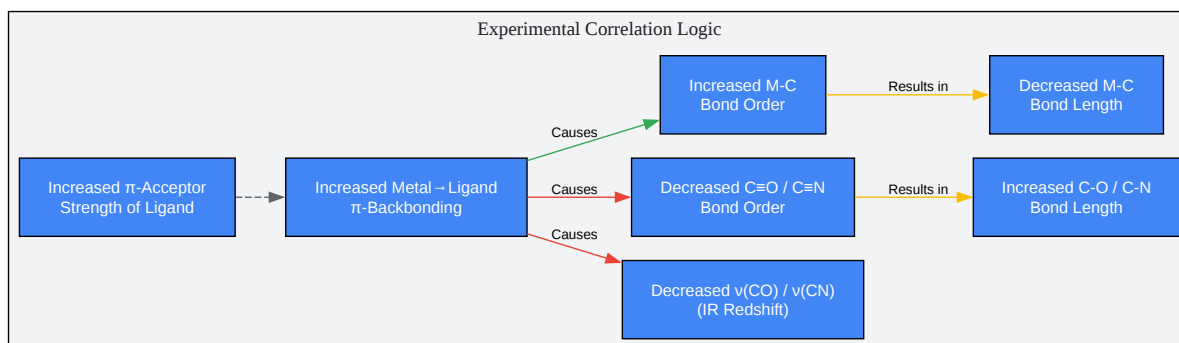 Experimental Correlation Logic
Increased M-C
Bond Order
Results in
Decreased M-C
Bond Length
Causes
Increased π-Acceptor
Strength of Ligand
Increased Metal→Ligand
π-Backbonding
Causes
Decreased C≡O / C≡N
Bond Order
Results in
Increased C-O / C-N
Bond Length
Causes
Decreased ν(CO) / ν(CN)
(IR Redshift)